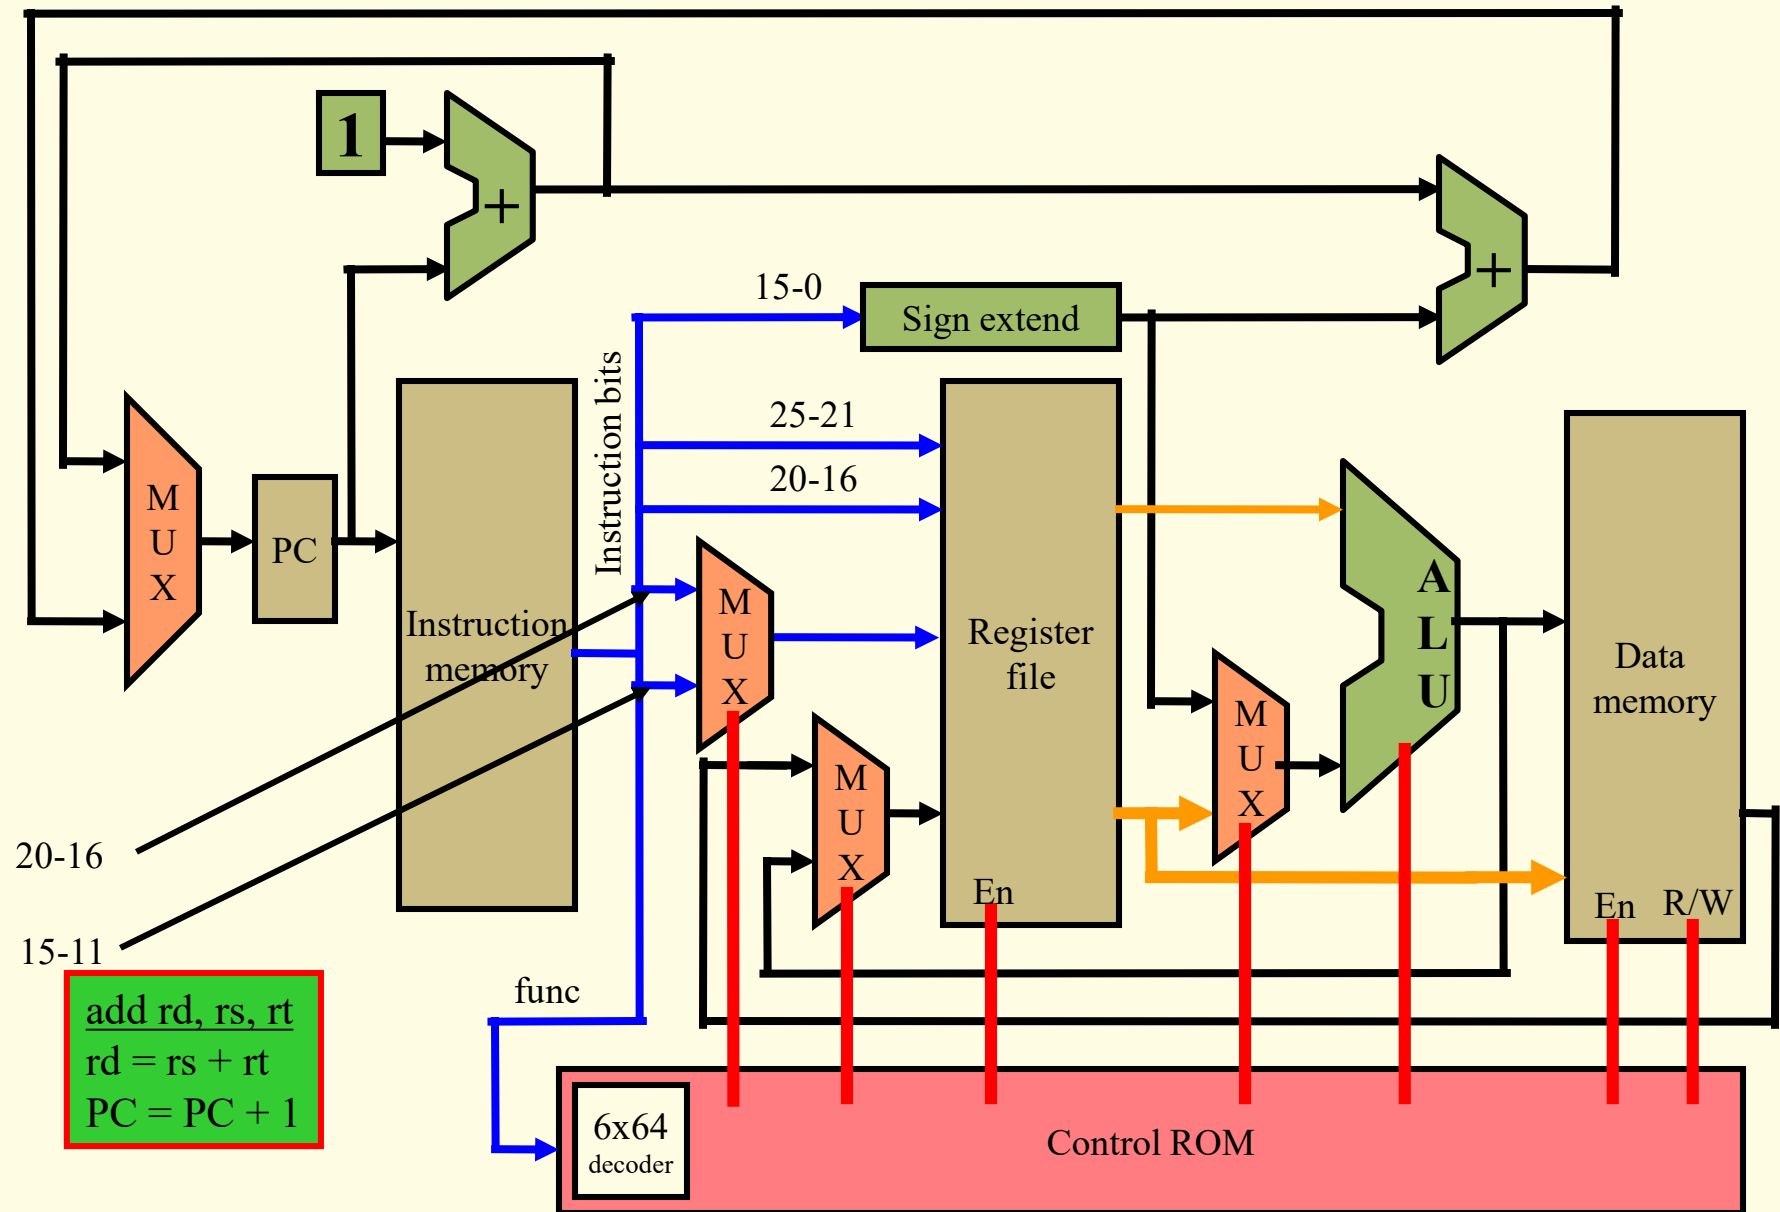 1
+
+
15-0
Sign extend
Instruction bits
25-21
20-16
M
U
X
PC
Instruction
memory
M
U
X
Register
file
En
A
L
U
M
U
X
M
U
X
Data
memory
En
R/W
20-16
15-11
func
add rd, rs, rt
rd = rs + rt
PC = PC + 1
6x64
decoder
Control ROM